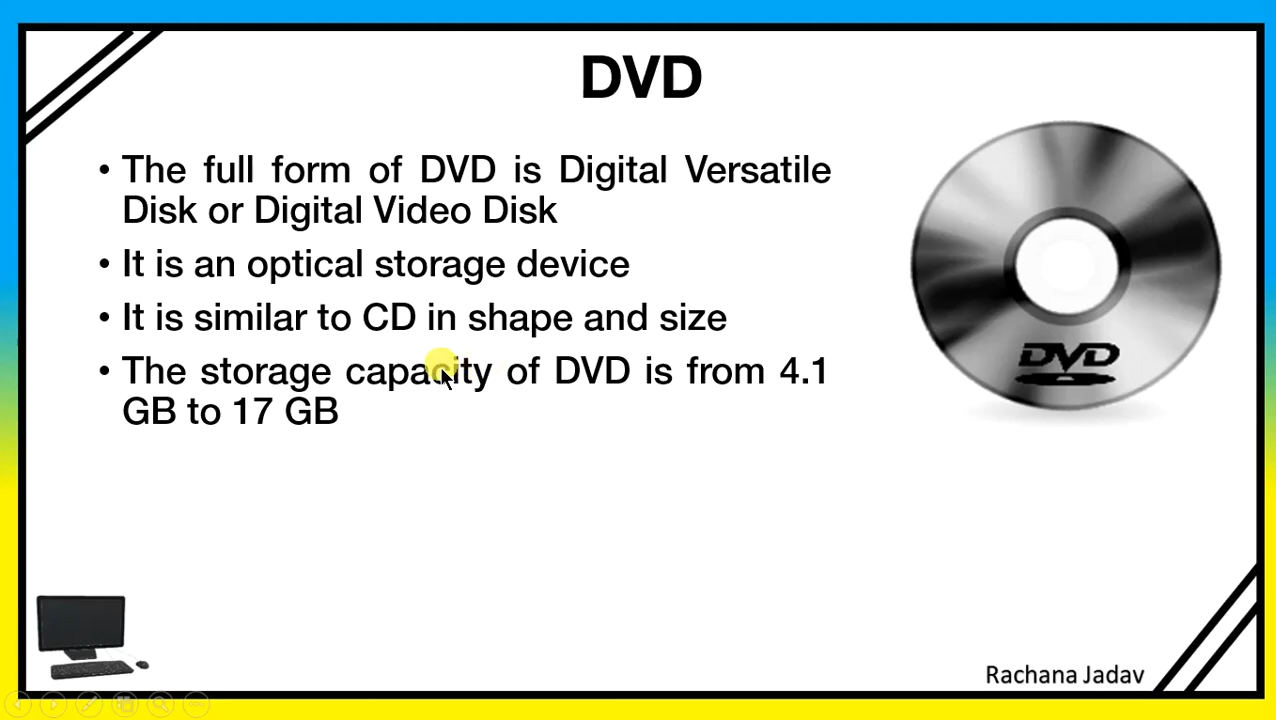 DVD
• The full form of DVD is Digital Versatile
Disk or Digital Video Disk
• It is an optical storage device
• It is similar to CD in shape and size
• The storage capacity of DVD is from 4.1
GB to 17 GB
DVD
Rachana Jadav